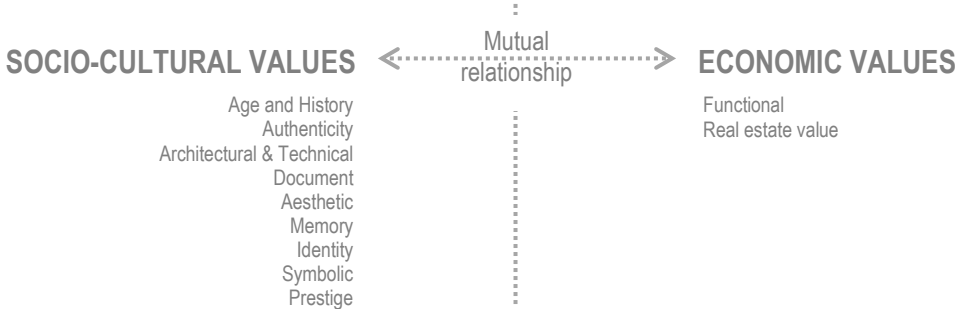 SOCIO-CULTURAL VALUES
Mutual
relationship
ECONOMIC VALUES
Age and History
Authenticity
Architectural & Technical
Document
Aesthetic
Memory
Identity
Symbolic
Prestige
Functional
Real estate value